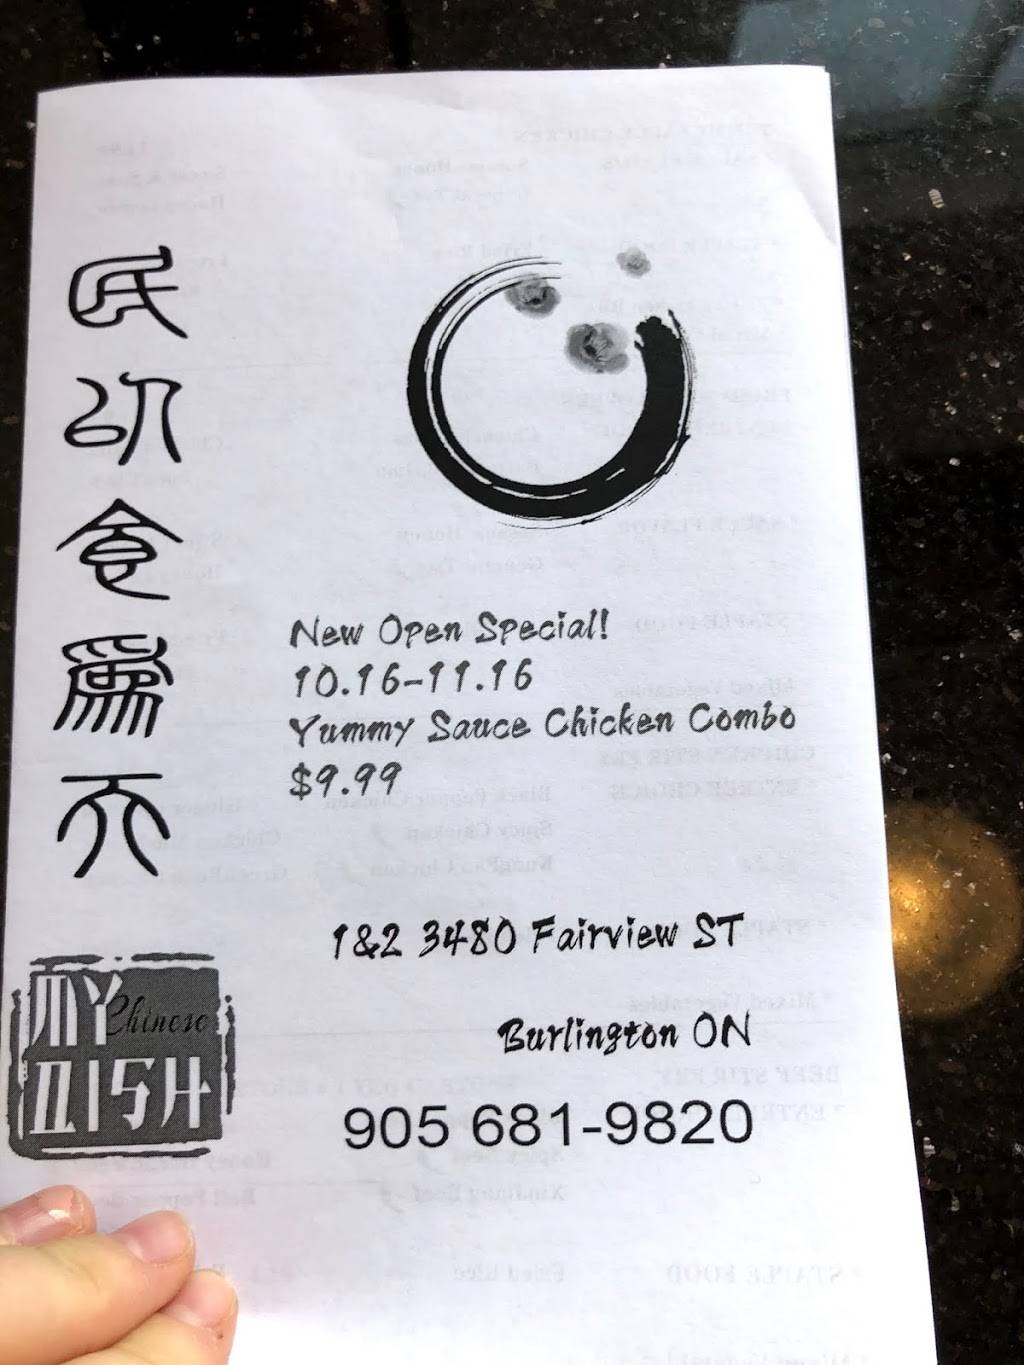 民以食為天
New Open Special!
10.16-11.16
Yummy Sauce Chicken Combo
$9.99
1&2 3480 Fairview ST
Burlington ON
905 681-9820
MY
Chinese
DISH